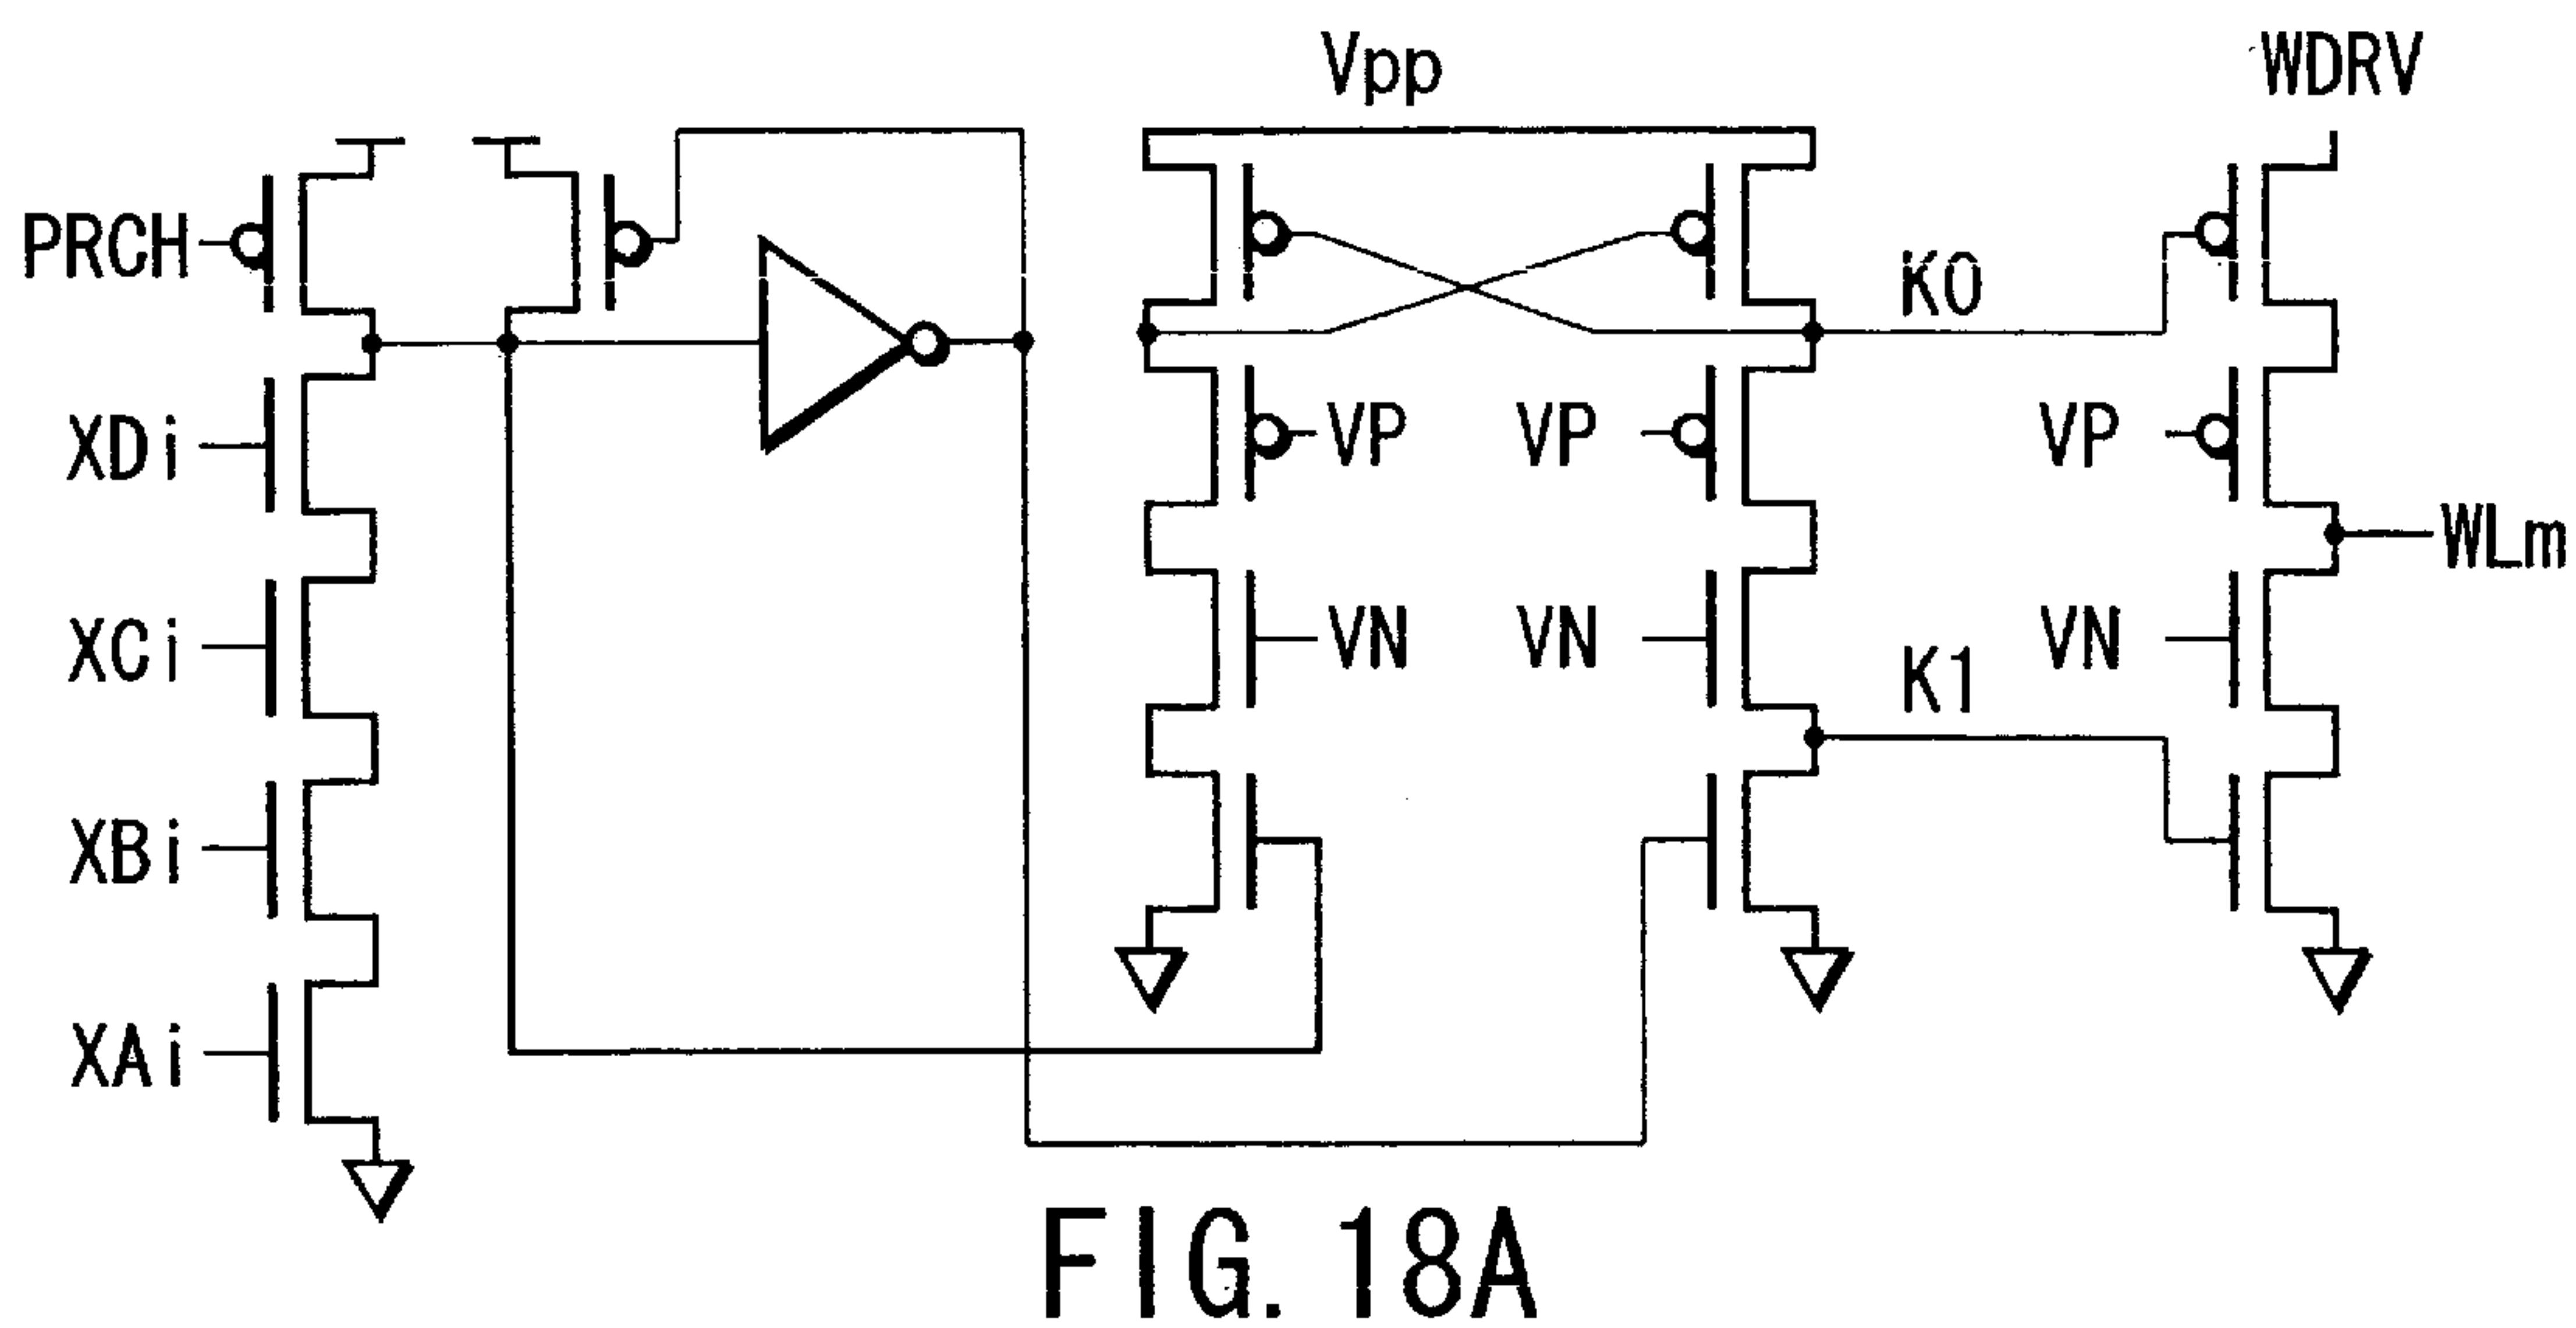 Vpp
WDRV
PRCH
K0
XDi
VP
VP
VP
WLm
XCi
VN
VN
VN
K1
XBi
XAi
FIG. 18A